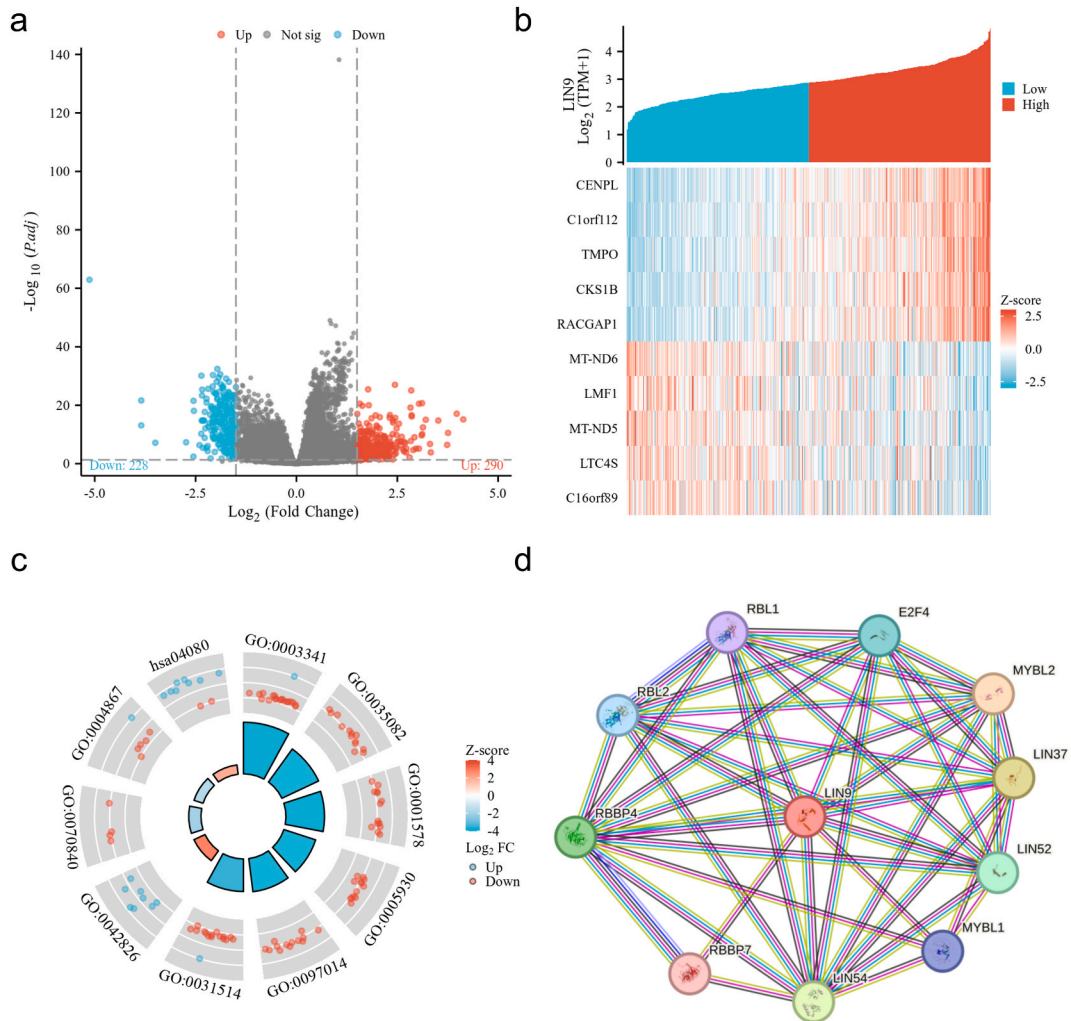 a
Up Not sig Down
140
120
100
80
60
40
20
0
-Log10 (P.adj)
Down: 228
Up: 290
-5.0 -2.5 0.0 2.5 5.0
Log2 (Fold Change)
b
4
3
2
1
0
LIN9
Log2 (TPM+1)
Low
High
CENPL
C1orf112
TMPO
CKS1B
RACGAP1
MT-ND6
LMF1
MT-ND5
LTC4S
C16orf89
Z-score
2.5
0.0
-2.5
c
GO:0003341
GO:0035082
GO:0001578
GO:0005930
GO:0097014
GO:0031514
GO:0042826
GO:0070840
GO:0004867
hsa04080
Z-score
4
2
0
-2
-4
Log2 FC
Up
Down
d
RBL1
E2F4
MYBL2
RBL2
LIN37
LIN9
RBBP4
LIN52
MYBL1
RBBP7
LIN54